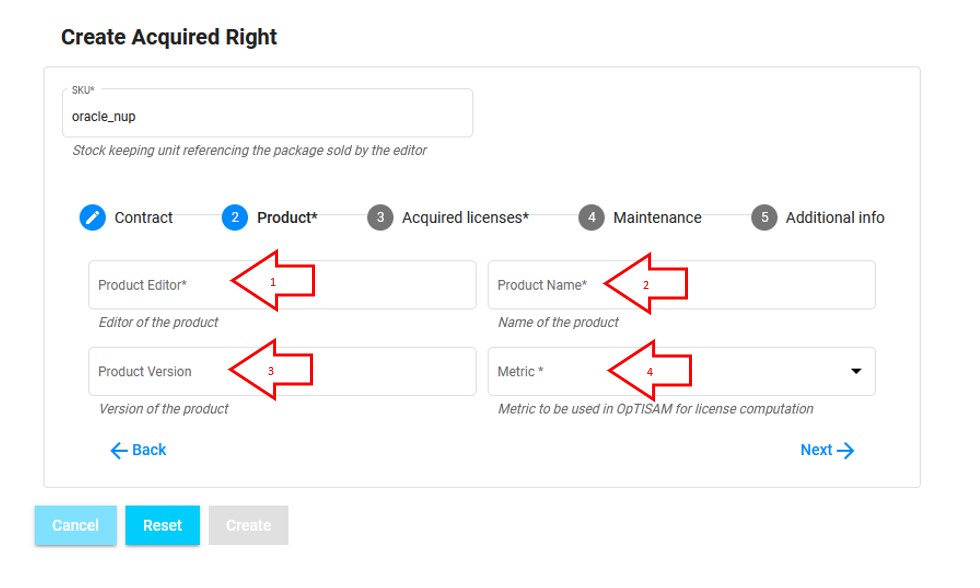 Create Acquired Right
SKU*
oracle_nup
Stock keeping unit referencing the package sold by the editor
Contract 2 Product* 3 Acquired licenses* 4 Maintenance 5 Additional info
Product Editor* 1 Product Name* 2
Editor of the product Name of the product
Product Version 3 Metric * 4
Version of the product Metric to be used in OpTISAM for license computation
Back Next
Cancel Reset Create